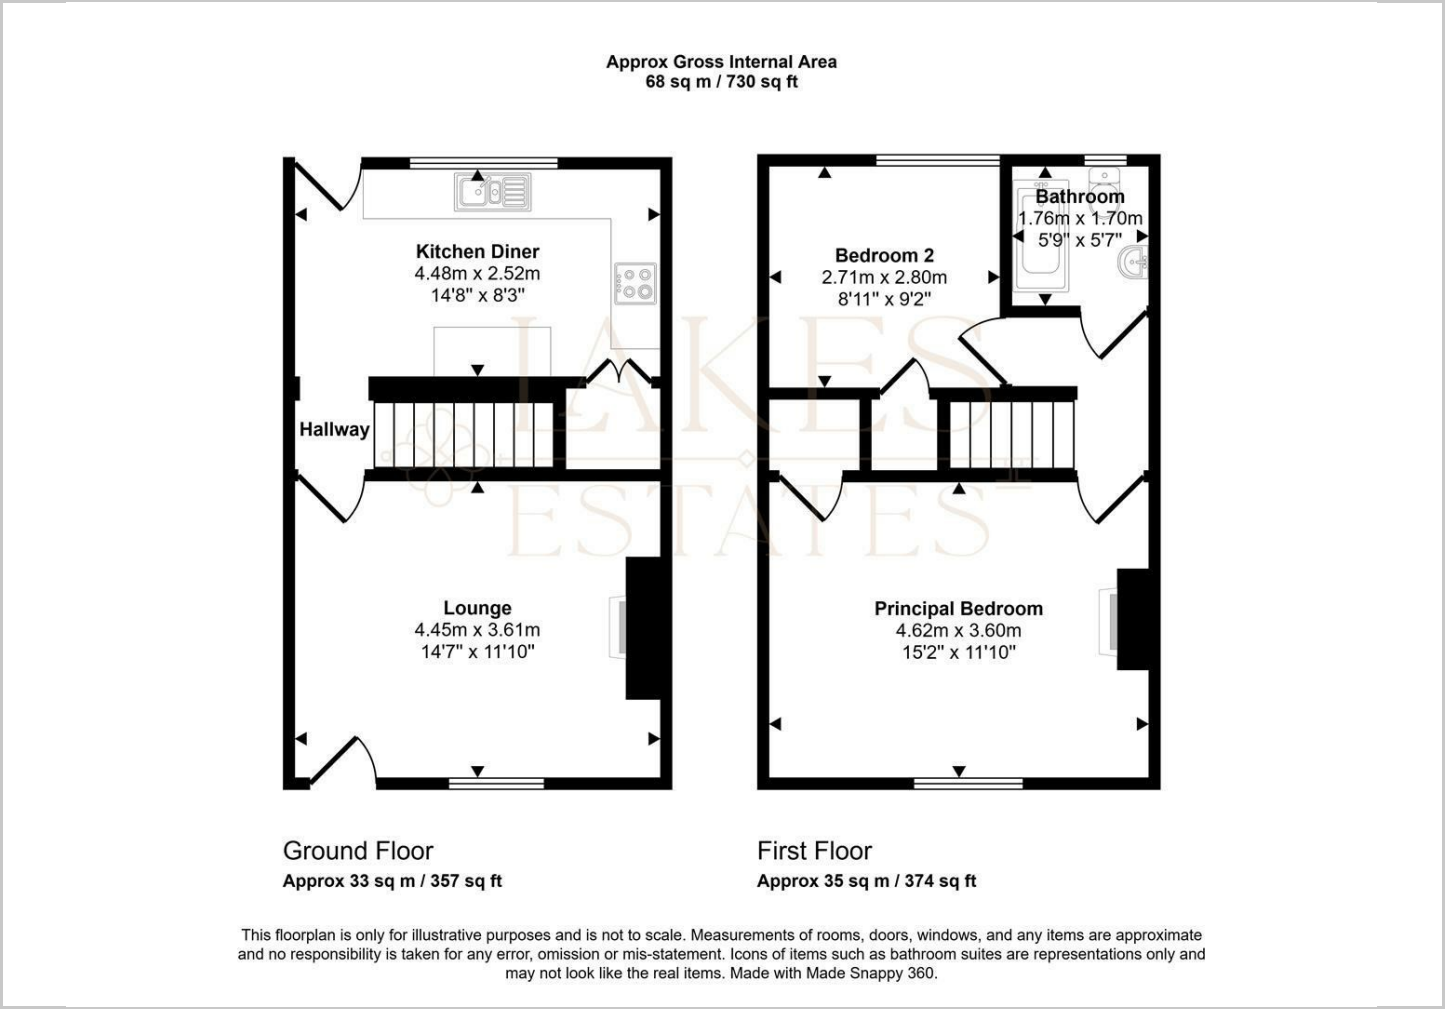 Approx Gross Internal Area
68 sq m / 730 sq ft
Kitchen Diner
4.48m x 2.52m
14'8" x 8'3"
Hallway
Lounge
4.45m x 3.61m
14'7" x 11'10"
Bedroom 2
2.71m x 2.80m
8'11" x 9'2"
Bathroom
1.76m x 1.70m
5'9" x 5'7"
Principal Bedroom
4.62m x 3.60m
15'2" x 11'10"
LAKES
ESTATES
Ground Floor
Approx 33 sq m / 357 sq ft
First Floor
Approx 35 sq m / 374 sq ft
This floorplan is only for illustrative purposes and is not to scale. Measurements of rooms, doors, windows, and any items are approximate
and no responsibility is taken for any error, omission or mis-statement. Icons of items such as bathroom suites are representations only and
may not look like the real items. Made with Made Snappy 360.